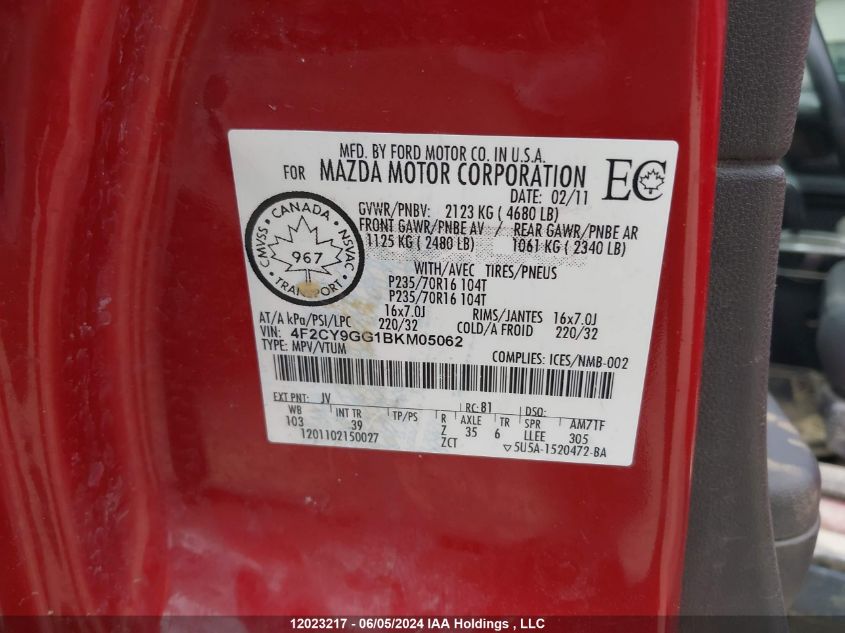 MFD. BY FORD MOTOR CO. IN U.S.A.
FOR MAZDA MOTOR CORPORATION
EC
DATE: 02/11
CANADA
CMVSS
NSVAC
967
TRANSPORT
GVWR/PNBV: 2123 KG ( 4680 LB)
FRONT GAWR/PNBE AV / REAR GAWR/PNBE AR
1125 KG ( 2480 LB) 1061 KG ( 2340 LB)
WITH/AVEC TIRES/PNEUS
P235/70R16 104T
P235/70R16 104T
16x7.0J RIMS/JANTES 16x7.0J
AT/A kPa/PSI/LPC 220/32 COLD/A FROID 220/32
VIN: 4F2CY9GG1BKM05062
TYPE: MPV/VTUM COMPLIES: ICES/NMB-002
EXT PNT: JV RC: 81 DSO:
WB INT TR TP/PS R AXLE TR SPR AM7TF
103 39 Z 35 6 LLEE 305
1201102150027 ZCT ▽5U5A-1520472-BA
12023217 - 06/05/2024 IAA Holdings , LLC